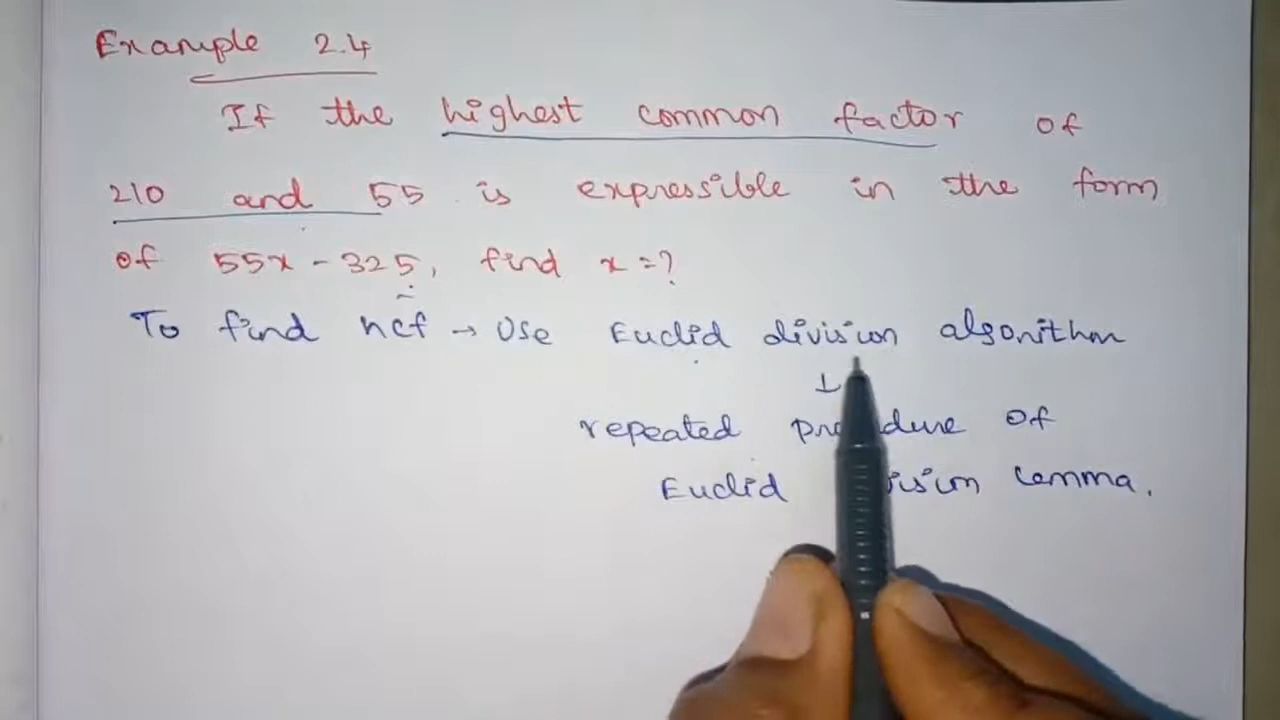 Example 2.4
If the highest common factor of
210 and 55 is expressible in the form
of 55x - 325, find x = ?
To find hcf → Use Euclid division algorithm
↓
repeated of
Euclid lemma.